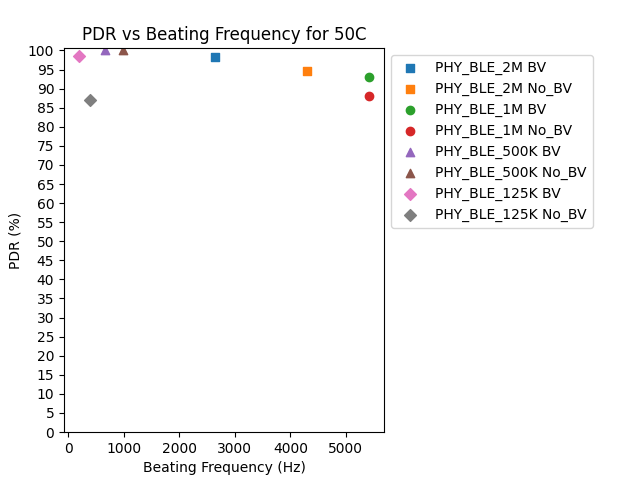 PDR vs Beating Frequency for 50C
PDR (%)
100
95
90
85
80
75
70
65
60
55
50
45
40
35
30
25
20
15
10
5
0
0 1000 2000 3000 4000 5000
Beating Frequency (Hz)
PHY_BLE_2M BV
PHY_BLE_2M No_BV
PHY_BLE_1M BV
PHY_BLE_1M No_BV
PHY_BLE_500K BV
PHY_BLE_500K No_BV
PHY_BLE_125K BV
PHY_BLE_125K No_BV